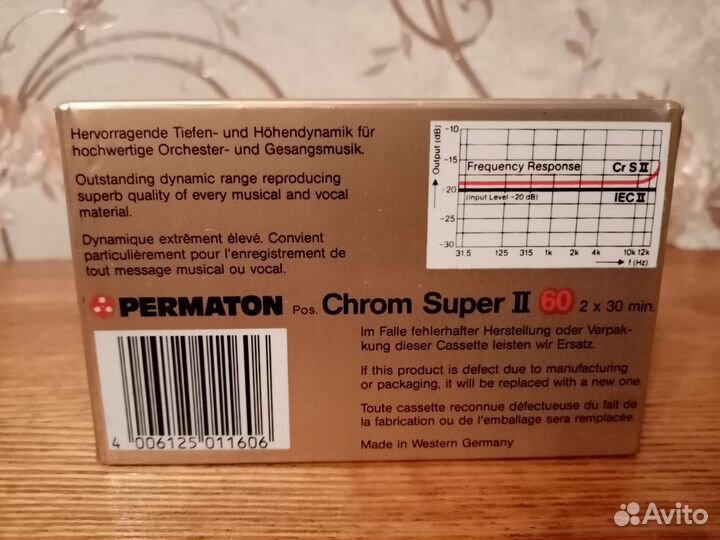 Hervorragende Tiefen- und Höhendynamik für
hochwertige Orchester- und Gesangsmusik.
Outstanding dynamic range reproducing
superb quality of every musical and vocal
material.
Dynamique extrêment élevé. Convient
particulièrement pour l'enregistrement de
tout message musical ou vocal.
Output (dB)
-10
-15
-20
-25
-30
Frequency Response
Cr S II
(Input Level -20 dB)
IEC II
31.5 125 315 1k 2k 4k 10k 12k
f (Hz)
PERMATON Pos. Chrom Super II 60 2 x 30 min.
Im Falle fehlerhafter Herstellung oder Verpak-
kung dieser Cassette leisten wir Ersatz.
If this product is defect due to manufacturing
or packaging, it will be replaced with a new one.
Toute cassette reconnue défectueuse du fait de
la fabrication ou de l'emballage sera remplacée.
Made in Western Germany
4 006125 011606
Avito